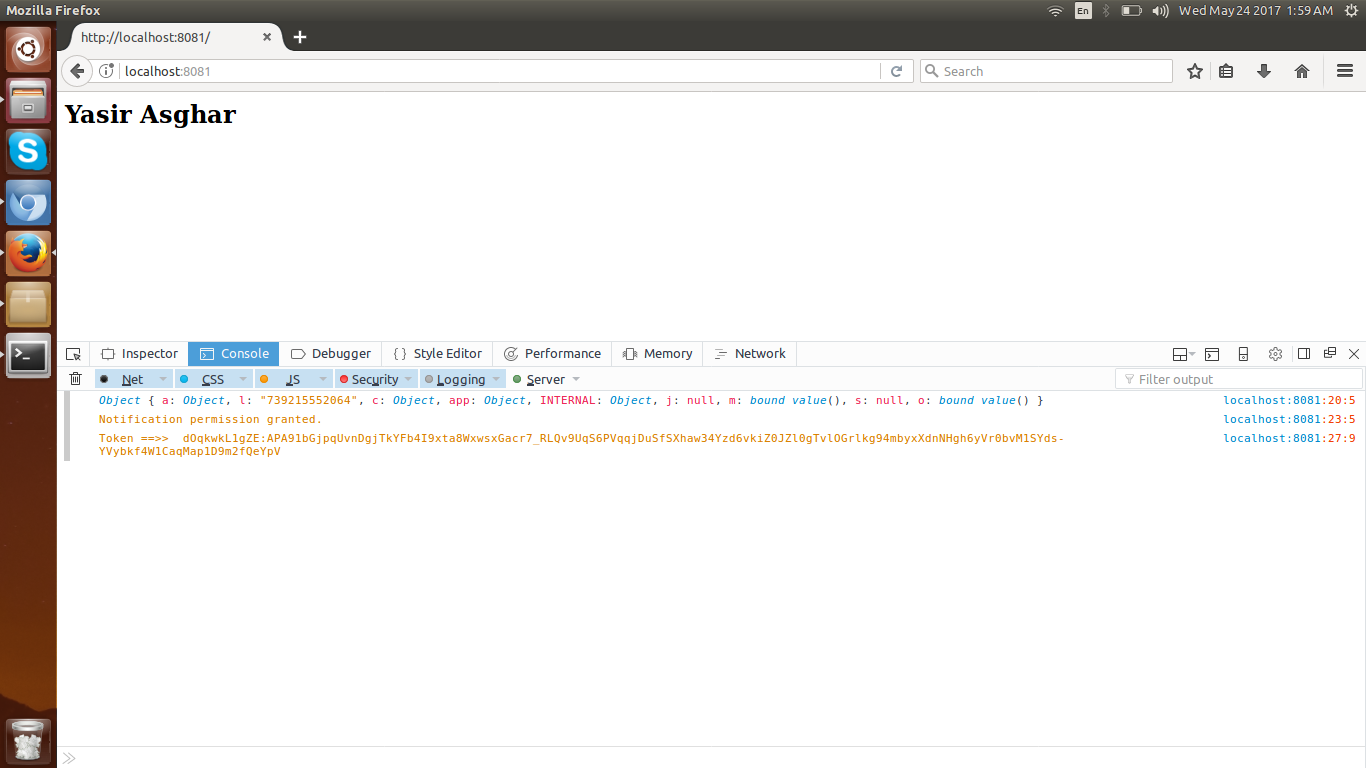 Mozilla Firefox
En
Wed May 24 2017 1:59 AM
http://localhost:8081/
localhost:8081
Search
Yasir Asghar
Inspector
Console
Debugger
Style Editor
Performance
Memory
Network
Net
CSS
JS
Security
Logging
Server
Filter output
Object { a: Object, l: "739215552064", c: Object, app: Object, INTERNAL: Object, j: null, m: bound value(), s: null, o: bound value() }
localhost:8081:20:5
Notification permission granted.
localhost:8081:23:5
Token ==>> dOqkwkL1gZE:APA91bGjpqUvnDgjTkYFb4I9xta8WxwsxGacr7_RLQv9UqS6PVqqjDuSfSXhaw34Yzd6vkiZ0JZl0gTvlOGrlkg94mbyxXdnNHgh6yVr0bvM1SYds-
localhost:8081:27:9
YVybkf4W1CaqMap1D9m2fQeYpV